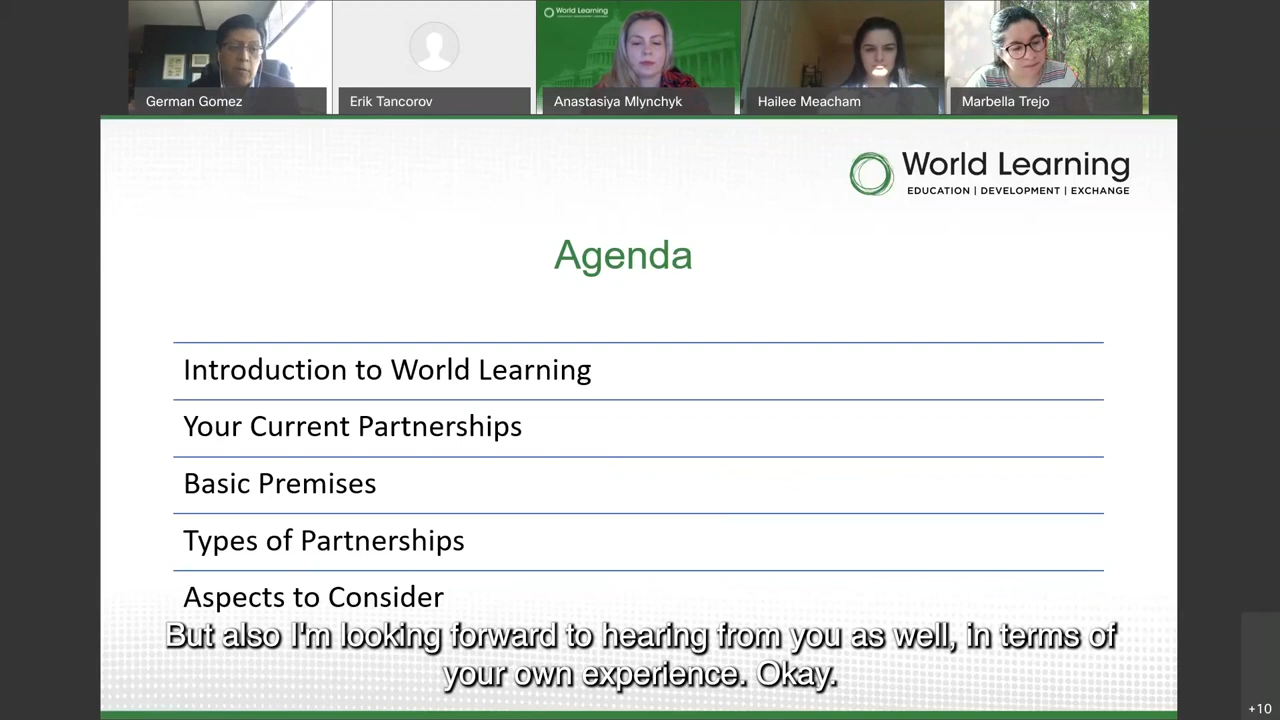 World Learning
German Gomez
Erik Tancorov
Anastasiya Mlynchyk
Hailee Meacham
Marbella Trejo
World Learning
EDUCATION | DEVELOPMENT | EXCHANGE
Agenda
Introduction to World Learning
Your Current Partnerships
Basic Premises
Types of Partnerships
Aspects to Consider
But also I'm looking forward to hearing from you as well, in terms of
your own experience. Okay.
+10